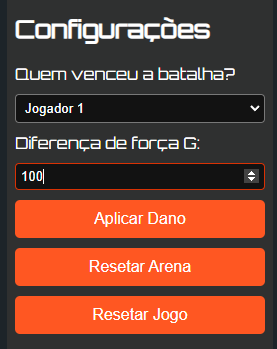 Configurações
Quem venceu a batalha?
Jogador 1
Diferença de força G:
100
Aplicar Dano
Resetar Arena
Resetar Jogo